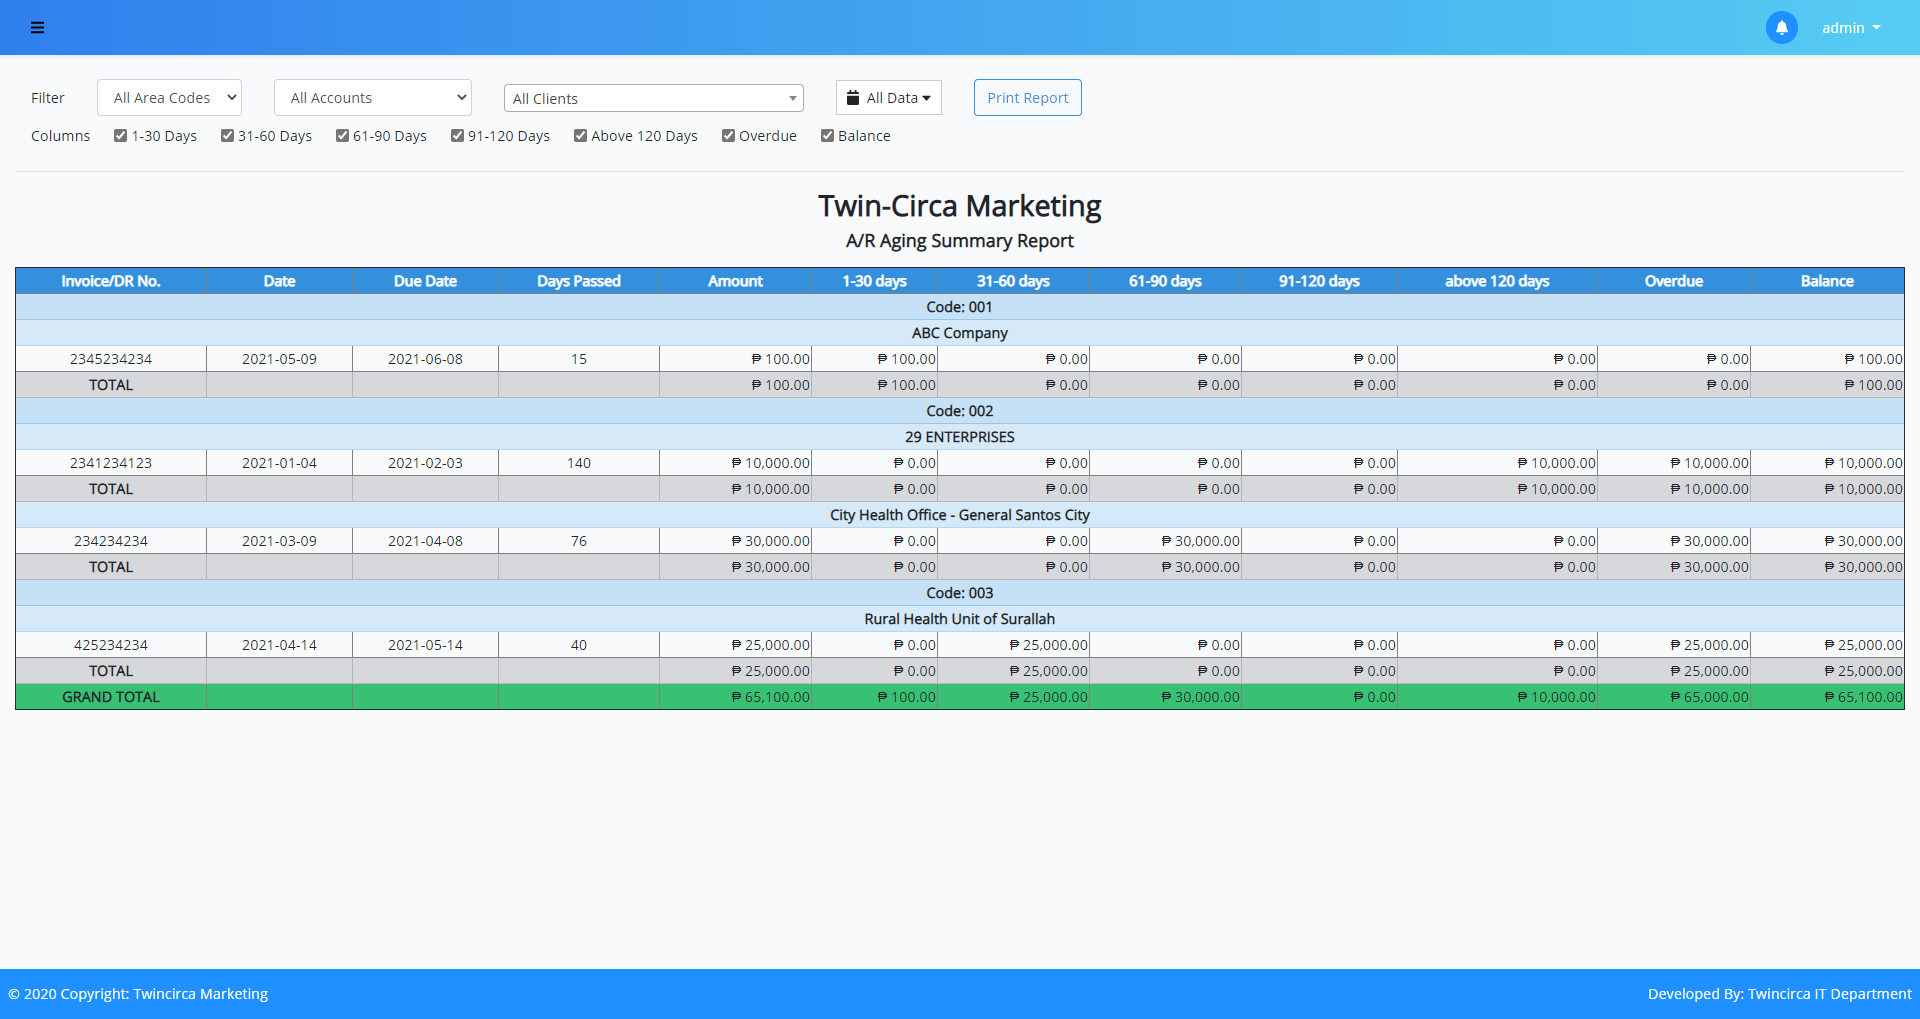 admin
Filter All Area Codes All Accounts All Clients All Data Print Report
Columns 1-30 Days 31-60 Days 61-90 Days 91-120 Days Above 120 Days Overdue Balance
Twin-Circa Marketing
A/R Aging Summary Report
Invoice/DR No. Date Due Date Days Passed Amount 1-30 days 31-60 days 61-90 days 91-120 days above 120 days Overdue Balance
Code: 001
ABC Company
2345234234 2021-05-09 2021-06-08 15 ₱ 100.00 ₱ 100.00 ₱ 0.00 ₱ 0.00 ₱ 0.00 ₱ 0.00 ₱ 0.00 ₱ 100.00
TOTAL ₱ 100.00 ₱ 100.00 ₱ 0.00 ₱ 0.00 ₱ 0.00 ₱ 0.00 ₱ 0.00 ₱ 100.00
Code: 002
29 ENTERPRISES
2341234123 2021-01-04 2021-02-03 140 ₱ 10,000.00 ₱ 0.00 ₱ 0.00 ₱ 0.00 ₱ 0.00 ₱ 10,000.00 ₱ 10,000.00 ₱ 10,000.00
TOTAL ₱ 10,000.00 ₱ 0.00 ₱ 0.00 ₱ 0.00 ₱ 0.00 ₱ 10,000.00 ₱ 10,000.00 ₱ 10,000.00
City Health Office - General Santos City
234234234 2021-03-09 2021-04-08 76 ₱ 30,000.00 ₱ 0.00 ₱ 0.00 ₱ 30,000.00 ₱ 0.00 ₱ 0.00 ₱ 30,000.00 ₱ 30,000.00
TOTAL ₱ 30,000.00 ₱ 0.00 ₱ 0.00 ₱ 30,000.00 ₱ 0.00 ₱ 0.00 ₱ 30,000.00 ₱ 30,000.00
Code: 003
Rural Health Unit of Surallah
425234234 2021-04-14 2021-05-14 40 ₱ 25,000.00 ₱ 0.00 ₱ 25,000.00 ₱ 0.00 ₱ 0.00 ₱ 0.00 ₱ 25,000.00 ₱ 25,000.00
TOTAL ₱ 25,000.00 ₱ 0.00 ₱ 25,000.00 ₱ 0.00 ₱ 0.00 ₱ 0.00 ₱ 25,000.00 ₱ 25,000.00
GRAND TOTAL ₱ 65,100.00 ₱ 100.00 ₱ 25,000.00 ₱ 30,000.00 ₱ 0.00 ₱ 10,000.00 ₱ 65,000.00 ₱ 65,100.00
© 2020 Copyright: Twincirca Marketing Developed By: Twincirca IT Department